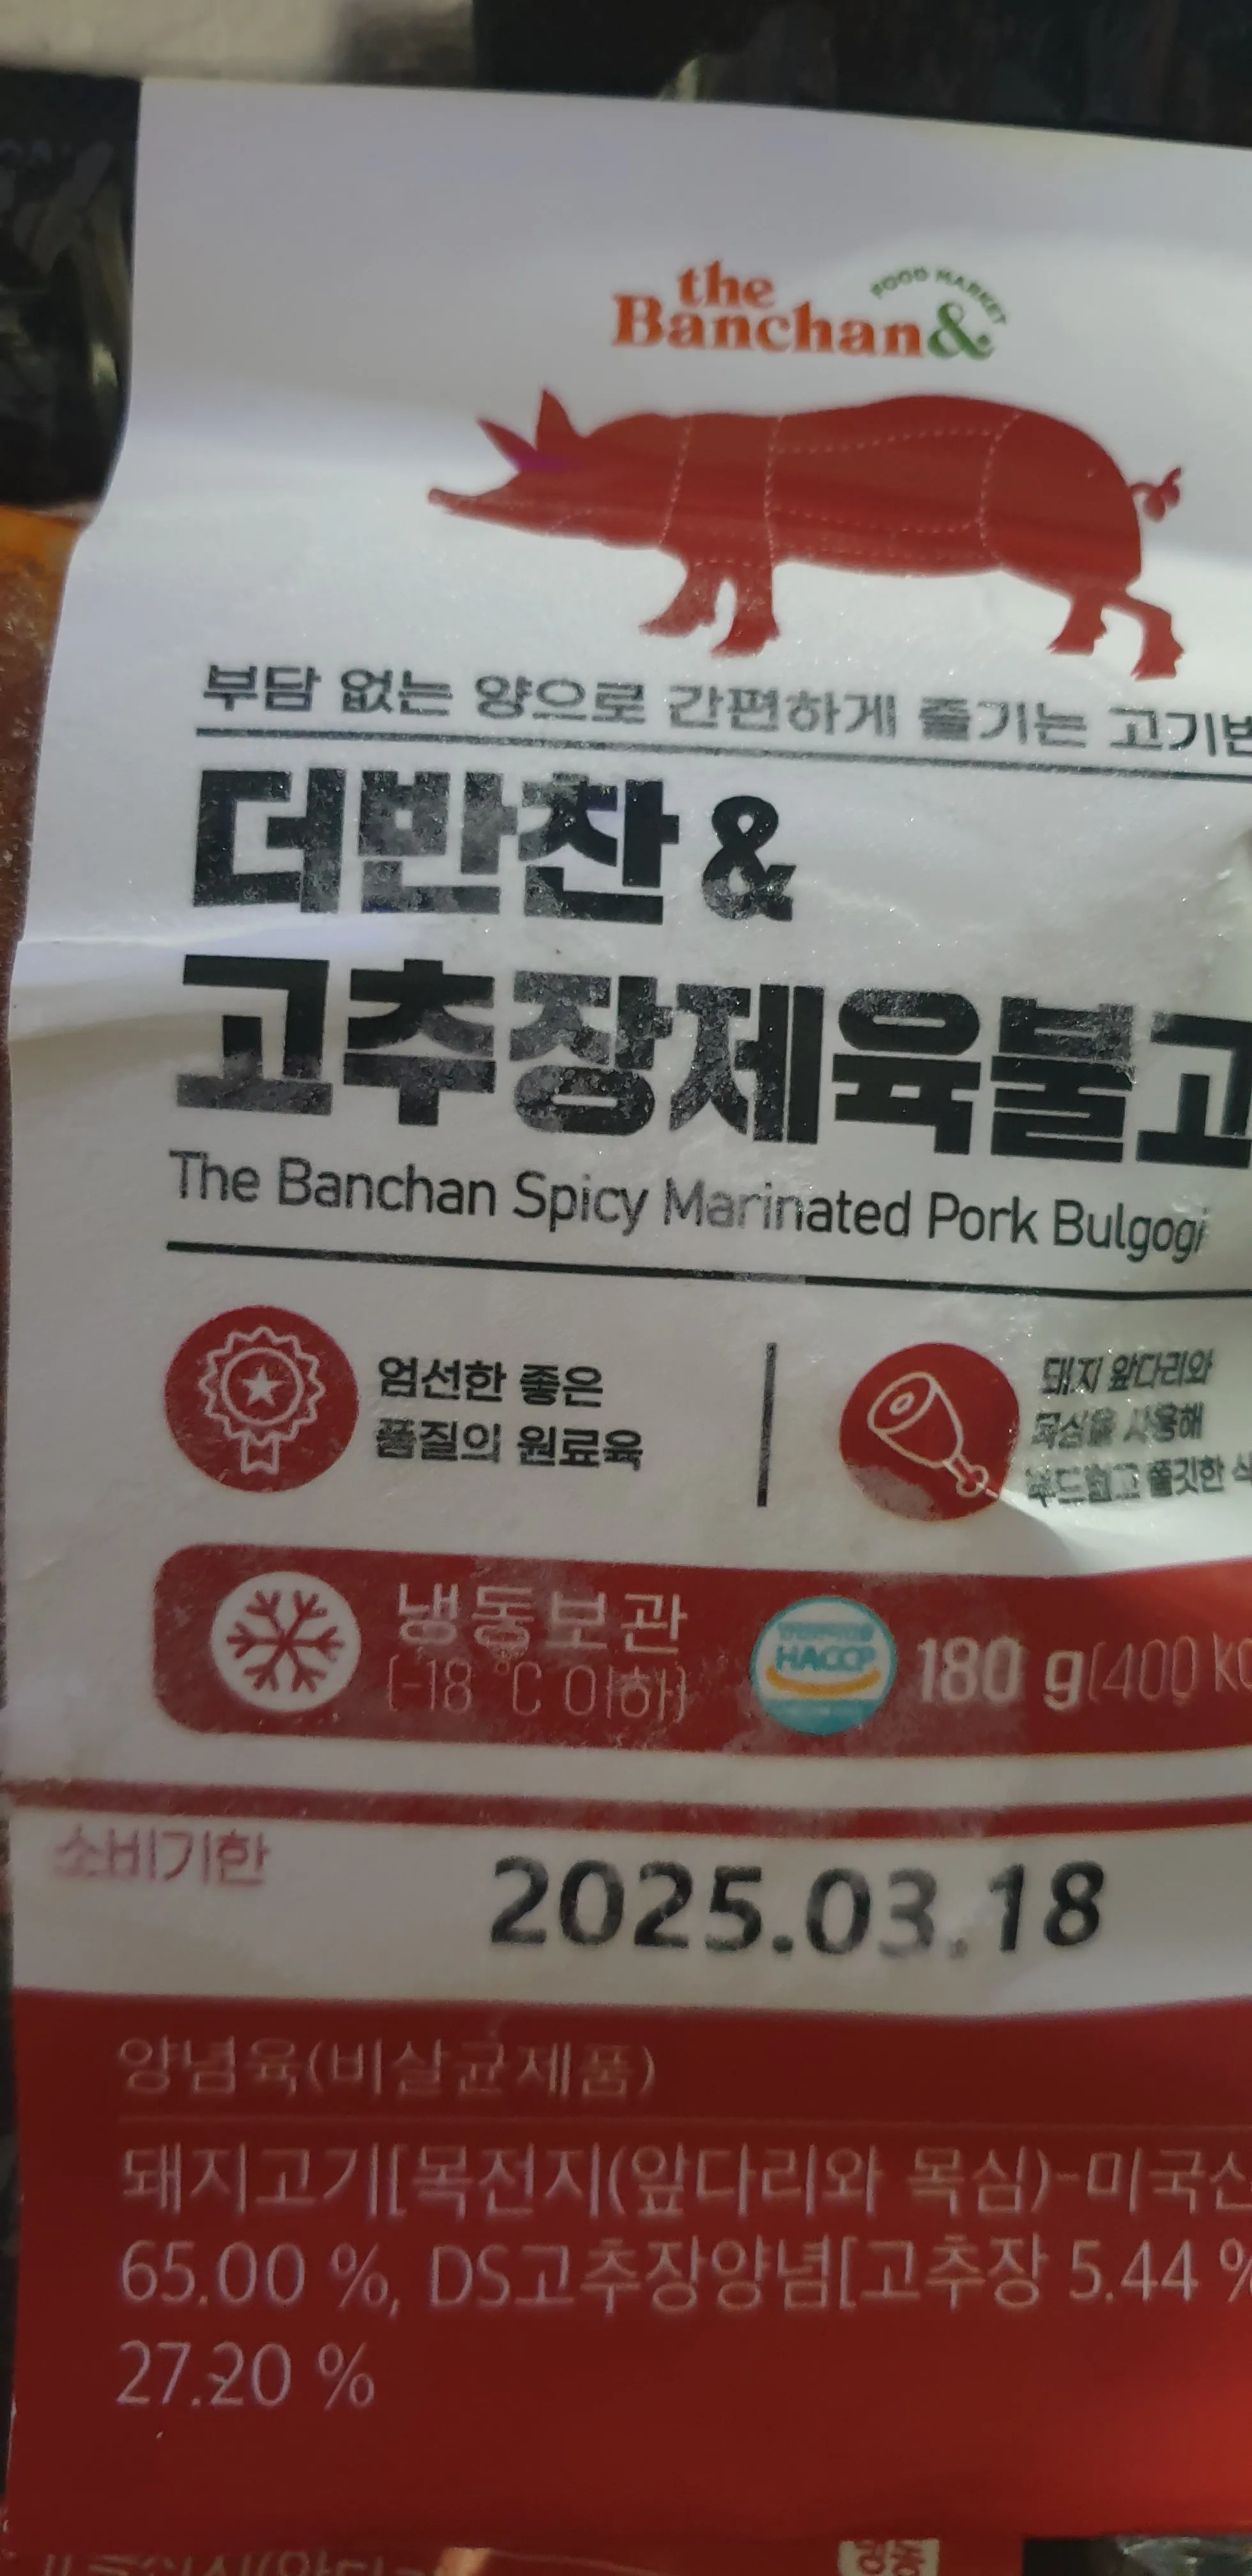 the
FOOD MARKET
Banchan&
부담 없는 양으로 간편하게 즐기는
더반찬 &
고추장제육불고
The Banchan Spicy Marinated Pork Bulgogi
엄선한 좋은
품질의 원료육
돼지 앞다리와
목심을 사용해
부드럽고 쫄깃한
냉동보관
(-18 ℃ 이하)
HACCP
180 g(400
소비기한
2025.03.18
양념육(비살균제품)
돼지고기[목전지(앞다리와 목심)-미국산
65.00 %, DS고추장양념[고추장 5.44 %
27.20 %